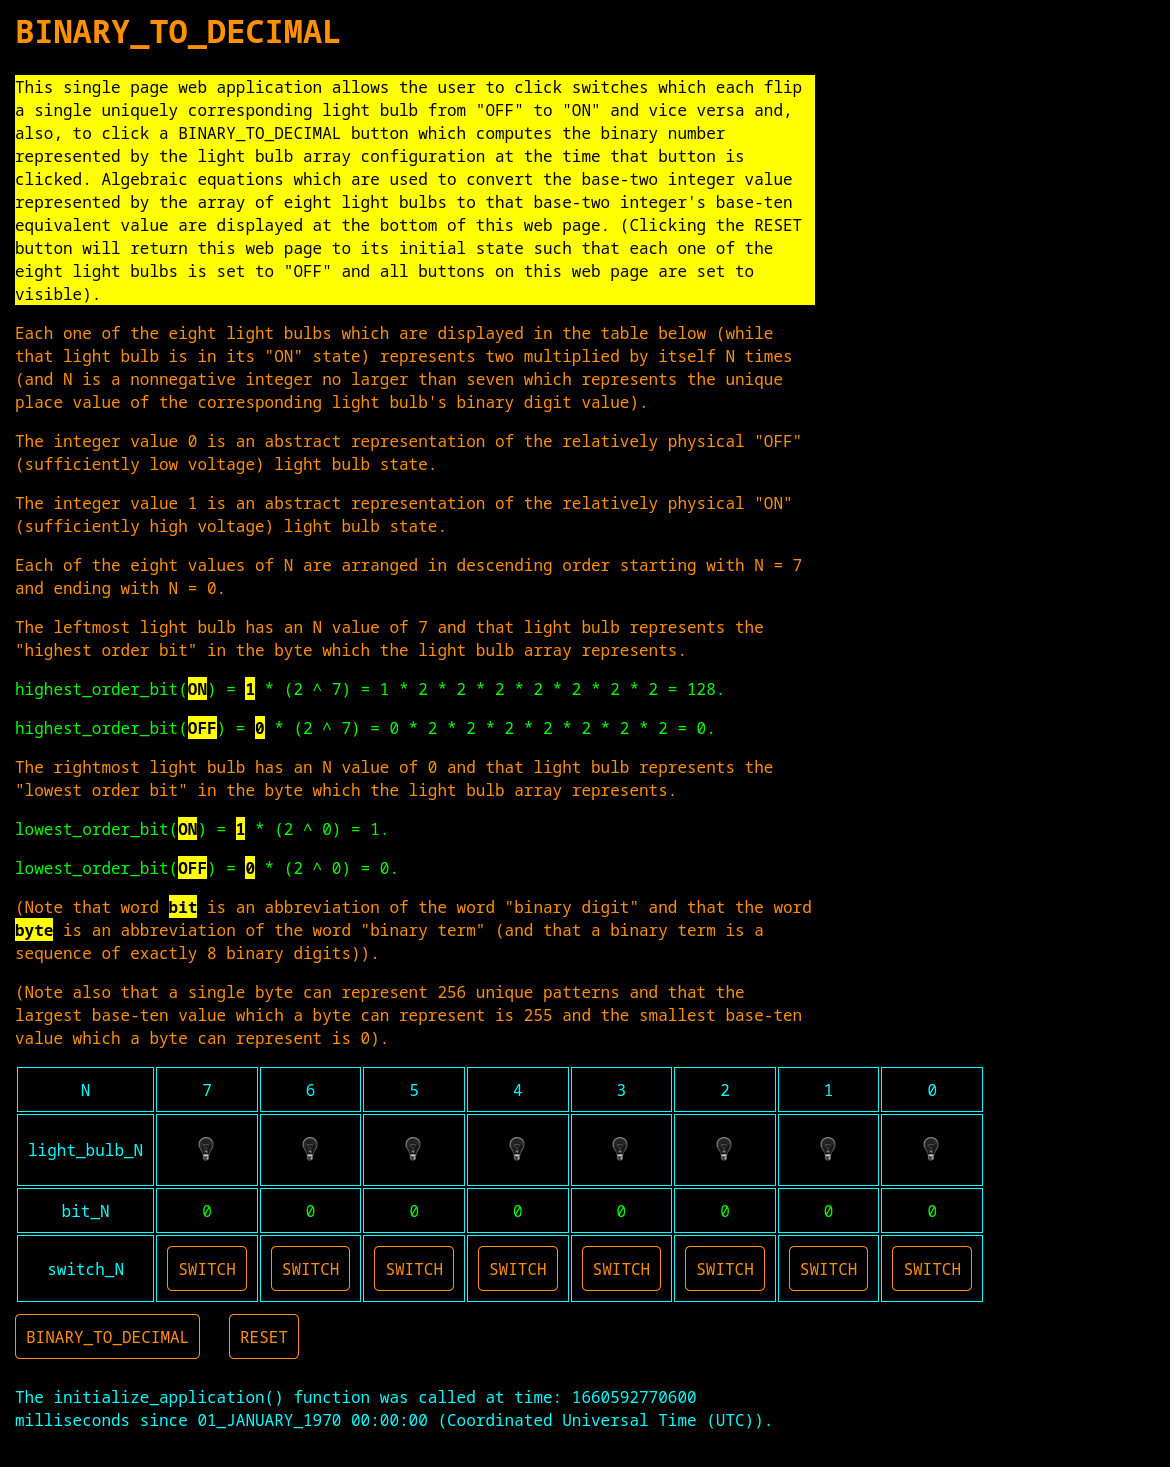 BINARY_TO_DECIMAL
This single page web application allows the user to click switches which each flip
a single uniquely corresponding light bulb from "OFF" to "ON" and vice versa and,
also, to click a BINARY_TO_DECIMAL button which computes the binary number
represented by the light bulb array configuration at the time that button is
clicked. Algebraic equations which are used to convert the base-two integer value
represented by the array of eight light bulbs to that base-two integer's base-ten
equivalent value are displayed at the bottom of this web page. (Clicking the RESET
button will return this web page to its initial state such that each one of the
eight light bulbs is set to "OFF" and all buttons on this web page are set to
visible).
Each one of the eight light bulbs which are displayed in the table below (while
that light bulb is in its "ON" state) represents two multiplied by itself N times
(and N is a nonnegative integer no larger than seven which represents the unique
place value of the corresponding light bulb's binary digit value).
The integer value 0 is an abstract representation of the relatively physical "OFF"
(sufficiently low voltage) light bulb state.
The integer value 1 is an abstract representation of the relatively physical "ON"
(sufficiently high voltage) light bulb state.
Each of the eight values of N are arranged in descending order starting with N = 7
and ending with N = 0.
The leftmost light bulb has an N value of 7 and that light bulb represents the
"highest order bit" in the byte which the light bulb array represents.
highest_order_bit(ON) = 1 * (2 ^ 7) = 1 * 2 * 2 * 2 * 2 * 2 * 2 * 2 = 128.
highest_order_bit(OFF) = 0 * (2 ^ 7) = 0 * 2 * 2 * 2 * 2 * 2 * 2 * 2 = 0.
The rightmost light bulb has an N value of 0 and that light bulb represents the
"lowest order bit" in the byte which the light bulb array represents.
lowest_order_bit(ON) = 1 * (2 ^ 0) = 1.
lowest_order_bit(OFF) = 0 * (2 ^ 0) = 0.
(Note that word bit is an abbreviation of the word "binary digit" and that the word
byte is an abbreviation of the word "binary term" (and that a binary term is a
sequence of exactly 8 binary digits)).
(Note also that a single byte can represent 256 unique patterns and that the
largest base-ten value which a byte can represent is 255 and the smallest base-ten
value which a byte can represent is 0).
N 7 6 5 4 3 2 1 0
light_bulb_N
bit_N 0 0 0 0 0 0 0 0
switch_N SWITCH SWITCH SWITCH SWITCH SWITCH SWITCH SWITCH SWITCH
BINARY_TO_DECIMAL RESET
The initialize_application() function was called at time: 1660592770600
milliseconds since 01_JANUARY_1970 00:00:00 (Coordinated Universal Time (UTC)).